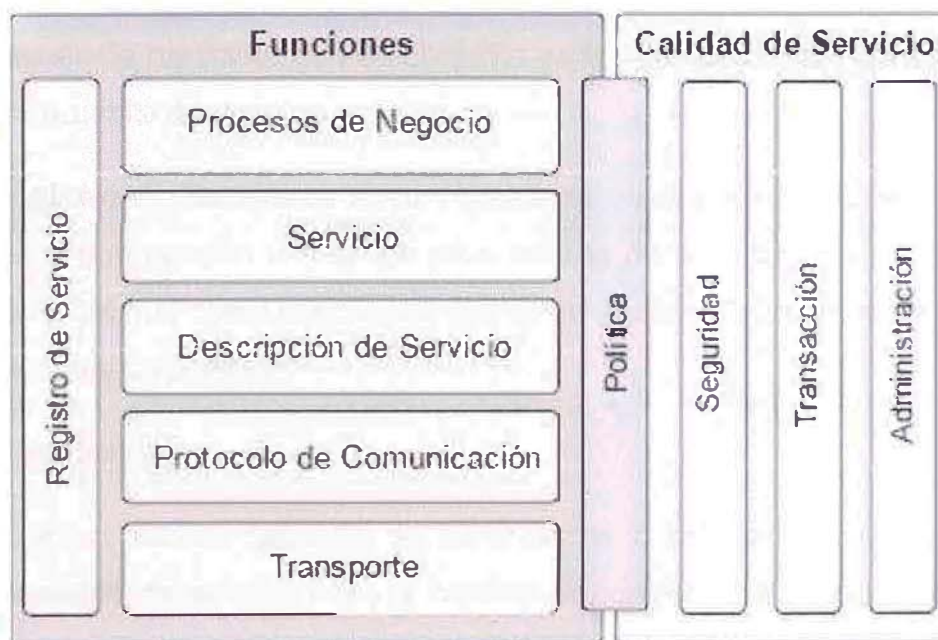 Funciones
Calidad de Servicio
Registro de Servicio
Procesos de Negocio
Servicio
Descripción de Servicio
Protocolo de Comunicación
Transporte
Política
Seguridad
Transacción
Administración